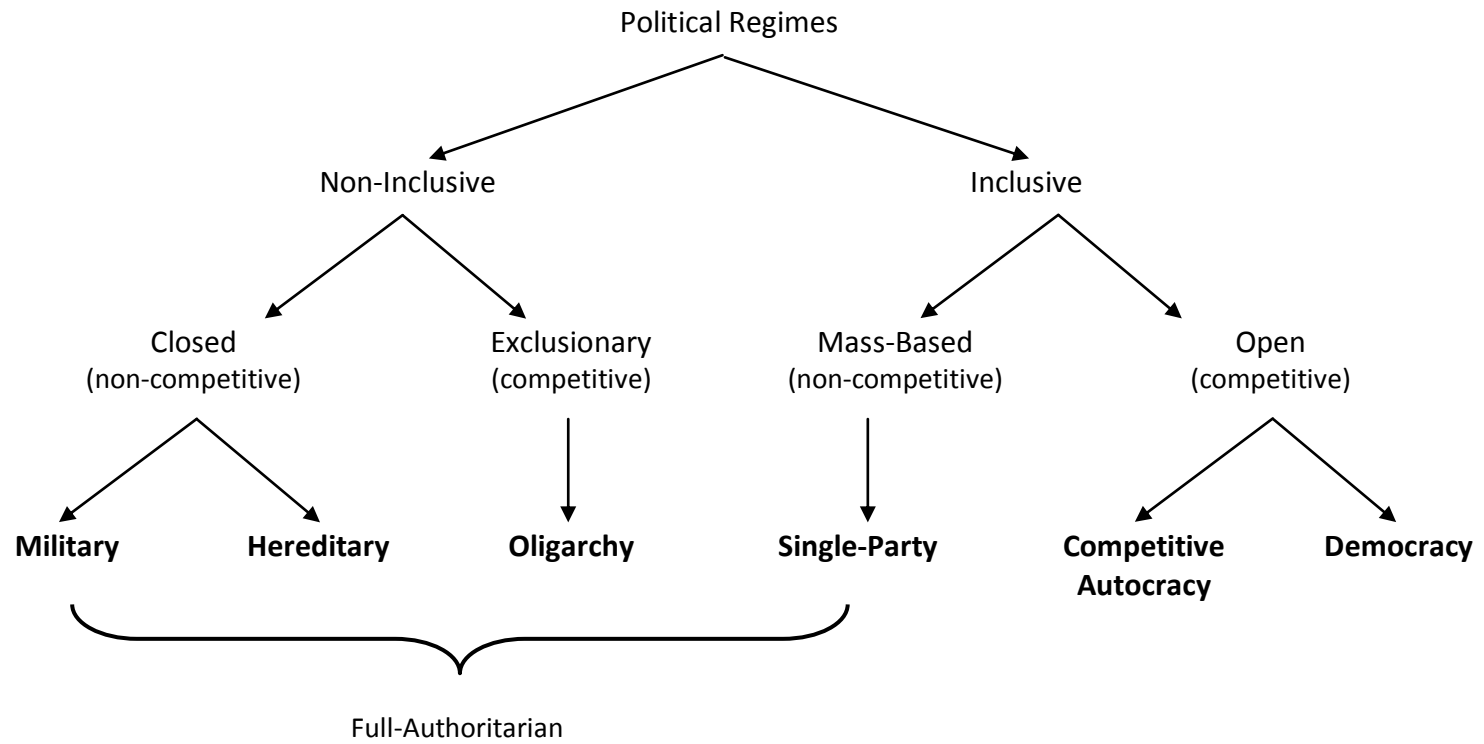 Political Regimes
Non-Inclusive
Inclusive
Closed
(non-competitive)
Exclusionary
(competitive)
Mass-Based
(non-competitive)
Open
(competitive)
Military
Hereditary
Oligarchy
Single-Party
Competitive
Autocracy
Democracy
Full-Authoritarian